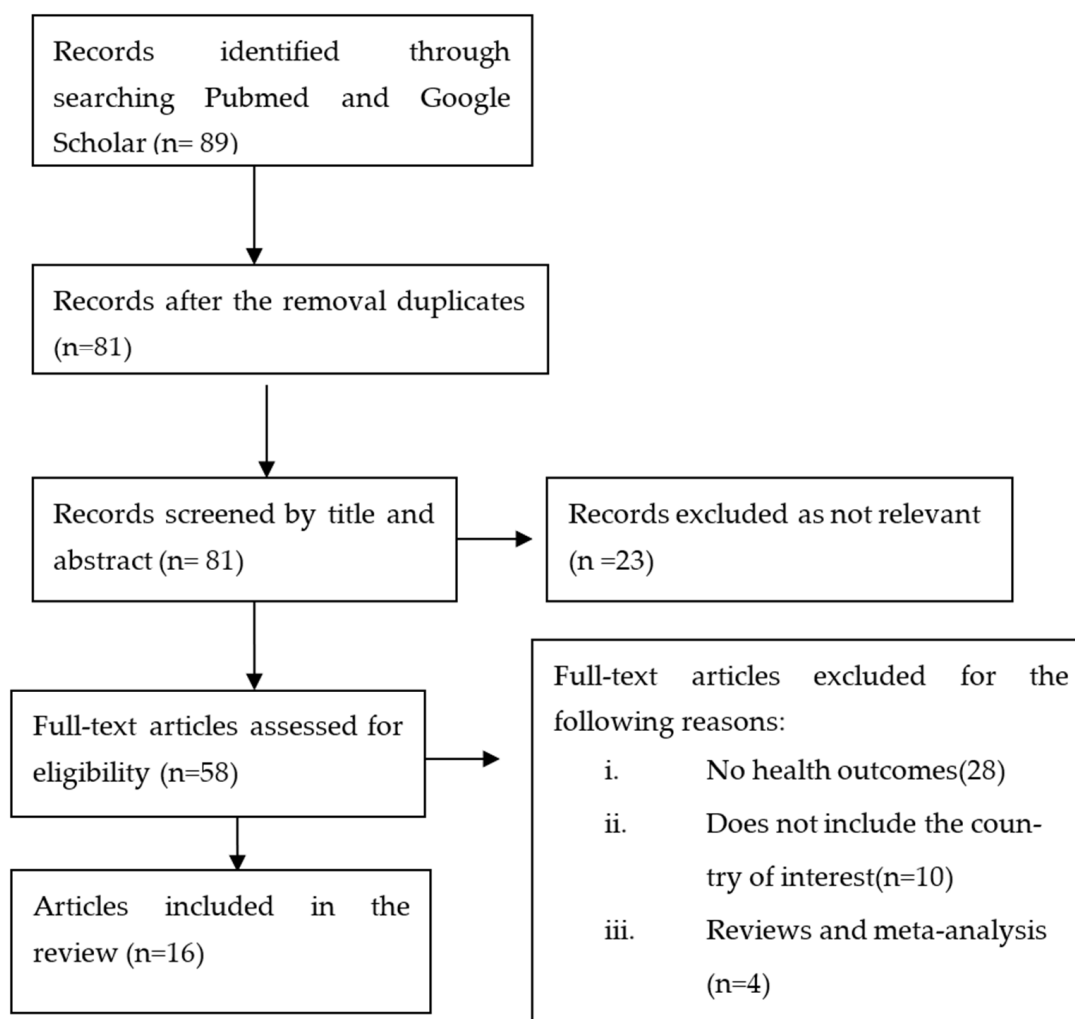 Records identified through
searching Pubmed and Google
Scholar (n= 89)
Records after the removal duplicates
(n=81)
Records screened by title and
abstract (n= 81)
Records excluded as not relevant
(n =23)
Full-text articles assessed for
eligibility (n=58)
Full-text articles excluded for the
following reasons:
i. No health outcomes(28)
ii. Does not include the coun-
try of interest(n=10)
iii. Reviews and meta-analysis
(n=4)
Articles included in the
review (n=16)